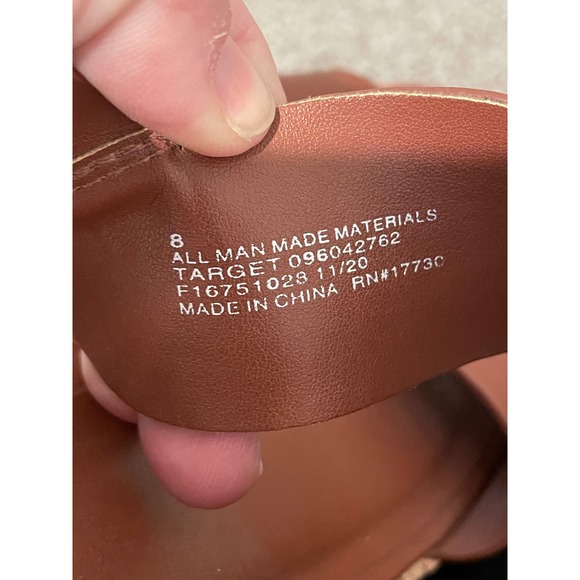 8
ALL MAN MADE MATERIALS
TARGET 096042762
F16751028 11/20
MADE IN CHINA RN#17730